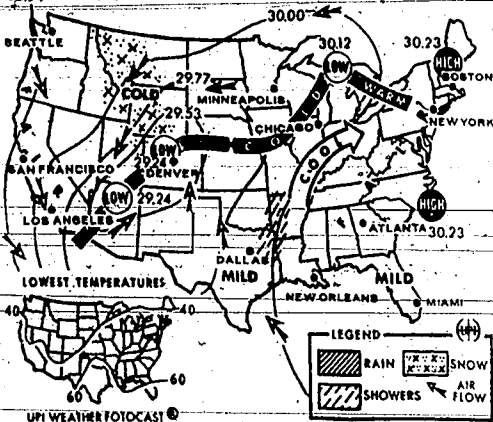 30.00
SEATTLE
30.12
30.23
LOW
HIGH
BOSTON
29.77
COLD
MINNEAPOLIS
WARM
29.53
NEW YORK
CHICAGO
COLD
LOW
29.24
DENVER
COOL
SAN FRANCISCO
LOW
29.24
HIGH
LOS ANGELES
ATLANTA
30.23
DALLAS
MILD
MILD
LOWEST TEMPERATURES
NEW ORLEANS
MIAMI
40
40
LEGEND
UPI
RAIN
SNOW
SHOWERS
AIR
FLOW
60
60
UPI WEATHER FOTOCAST ®